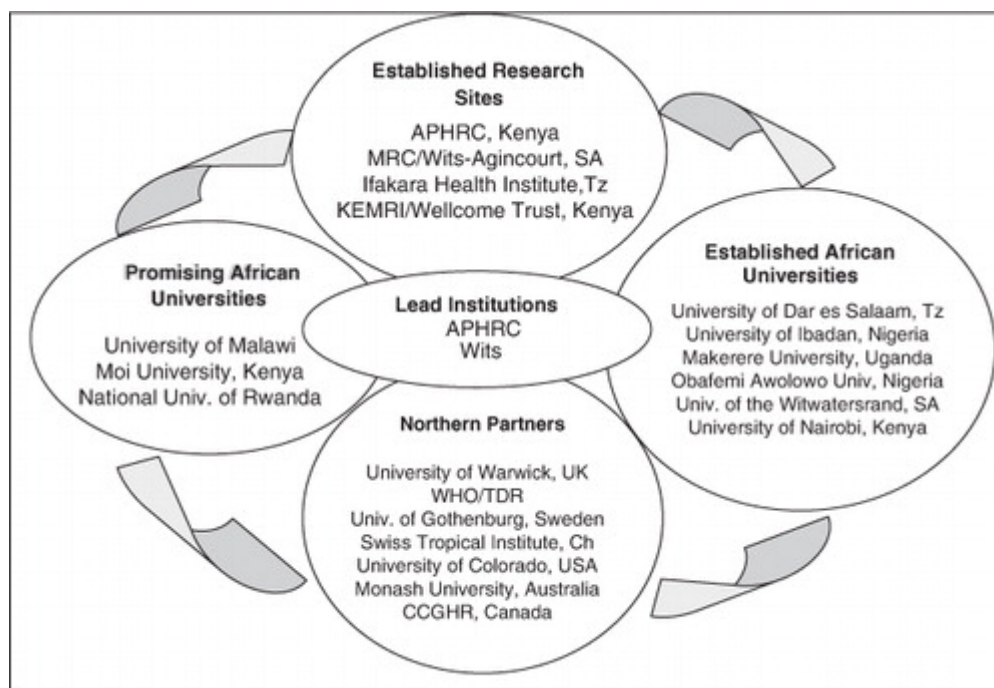 Established Research
Sites
APHRC, Kenya
MRC/Wits-Agincourt, SA
Ifakara Health Institute,Tz
KEMRI/Wellcome Trust, Kenya
Promising African
Universities
University of Malawi
Moi University, Kenya
National Univ. of Rwanda
Lead Institutions
APHRC
Wits
Established African
Universities
University of Dar es Salaam, Tz
University of Ibadan, Nigeria
Makerere University, Uganda
Obafemi Awolowo Univ, Nigeria
Univ. of the Witwatersrand, SA
University of Nairobi, Kenya
Northern Partners
University of Warwick, UK
WHO/TDR
Univ. of Gothenburg, Sweden
Swiss Tropical Institute, Ch
University of Colorado, USA
Monash University, Australia
CCGHR, Canada